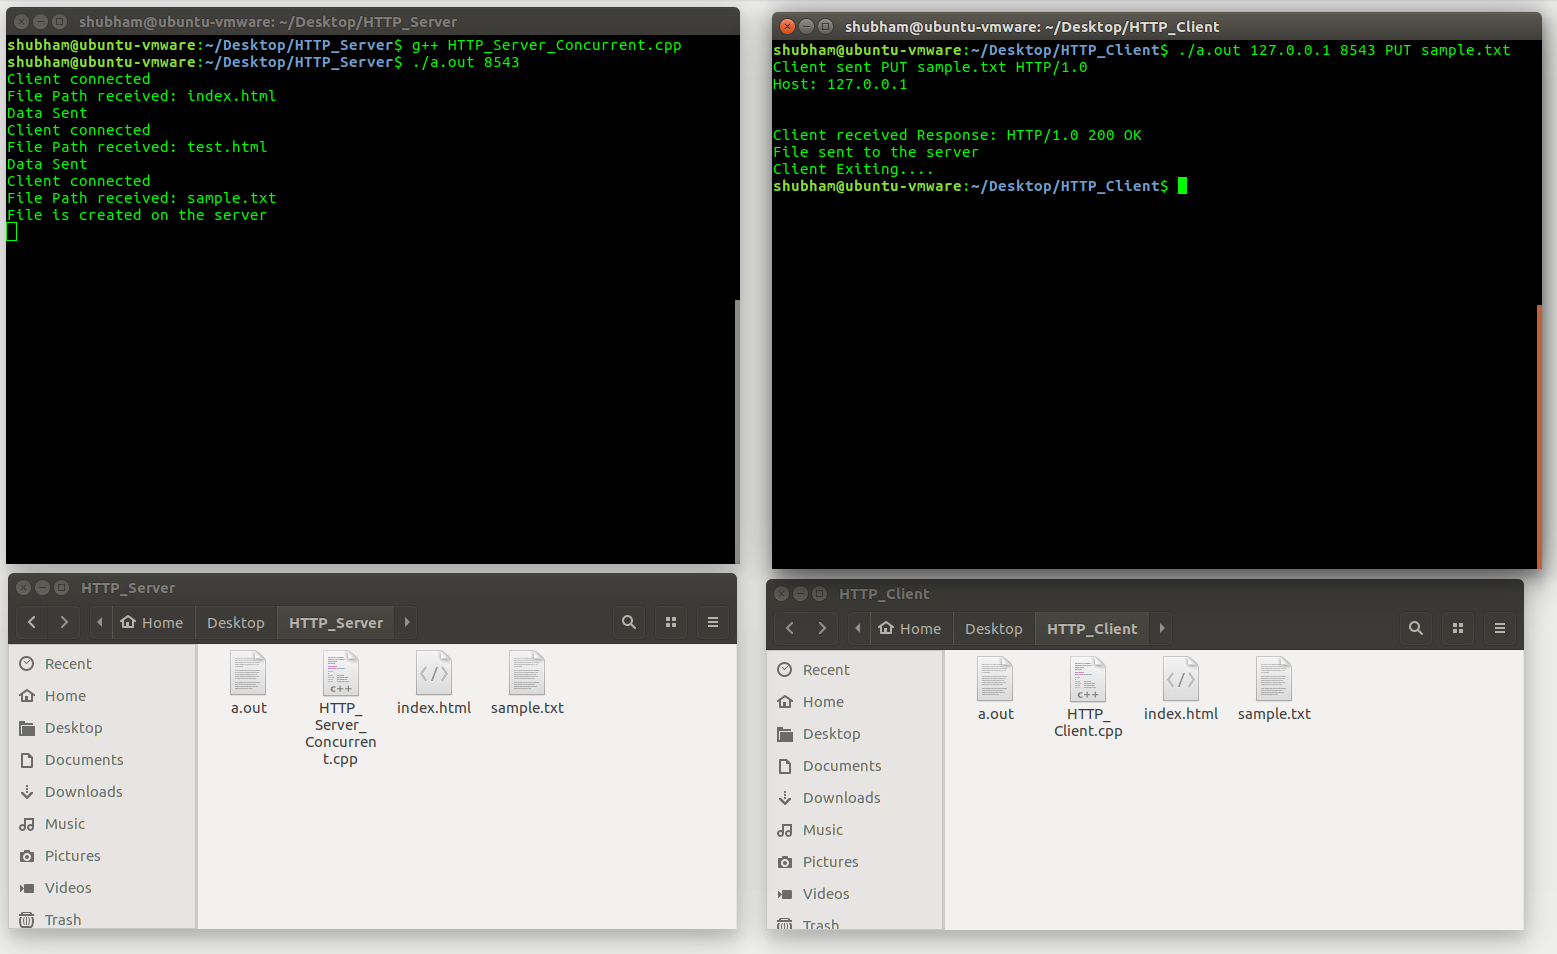 shubham@ubuntu-vmware: ~/Desktop/HTTP_Server
shubham@ubuntu-vmware:~/Desktop/HTTP_Server$ g++ HTTP_Server_Concurrent.cpp
shubham@ubuntu-vmware:~/Desktop/HTTP_Server$ ./a.out 8543
Client connected
File Path received: index.html
Data Sent
Client connected
File Path received: test.html
Data Sent
Client connected
File Path received: sample.txt
File is created on the server
shubham@ubuntu-vmware: ~/Desktop/HTTP_Client
shubham@ubuntu-vmware:~/Desktop/HTTP_Client$ ./a.out 127.0.0.1 8543 PUT sample.txt
Client sent PUT sample.txt HTTP/1.0
Host: 127.0.0.1
Client received Response: HTTP/1.0 200 OK
File sent to the server
Client Exiting....
shubham@ubuntu-vmware:~/Desktop/HTTP_Client$
HTTP_Server
Home Desktop HTTP_Server
Recent
Home
Desktop
Documents
Downloads
Music
Pictures
Videos
Trash
a.out
c++
HTTP_
Server_
Concurren
t.cpp
</>
index.html
sample.txt
HTTP_Client
Home Desktop HTTP_Client
Recent
Home
Desktop
Documents
Downloads
Music
Pictures
Videos
Trash
a.out
c++
HTTP_
Client.cpp
</>
index.html
sample.txt